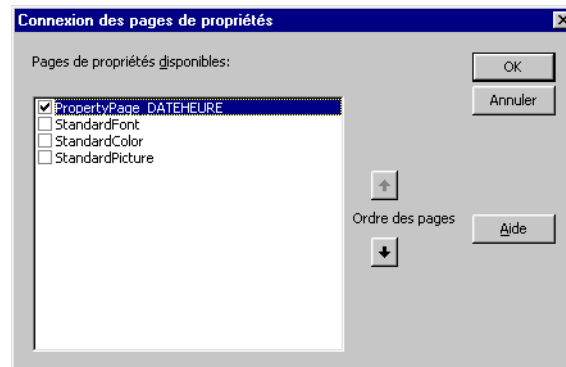 Connexion des pages de propriétés
Pages de propriétés disponibles:
OK
Annuler
PropertyPage_DATEHEURE
StandardFont
StandardColor
StandardPicture
Ordre des pages
Aide